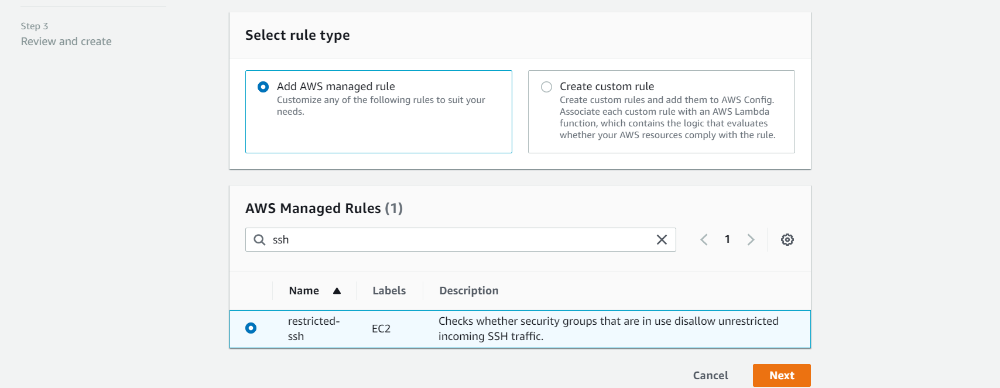 Step 3
Review and create
Select rule type
Add AWS managed rule
Customize any of the following rules to suit your
needs.
Create custom rule
Create custom rules and add them to AWS Config.
Associate each custom rule with an AWS Lambda
function, which contains the logic that evaluates
whether your AWS resources comply with the rule.
AWS Managed Rules (1)
ssh
1
Name Labels Description
restricted-
ssh
EC2
Checks whether security groups that are in use disallow unrestricted
incoming SSH traffic.
Cancel Next